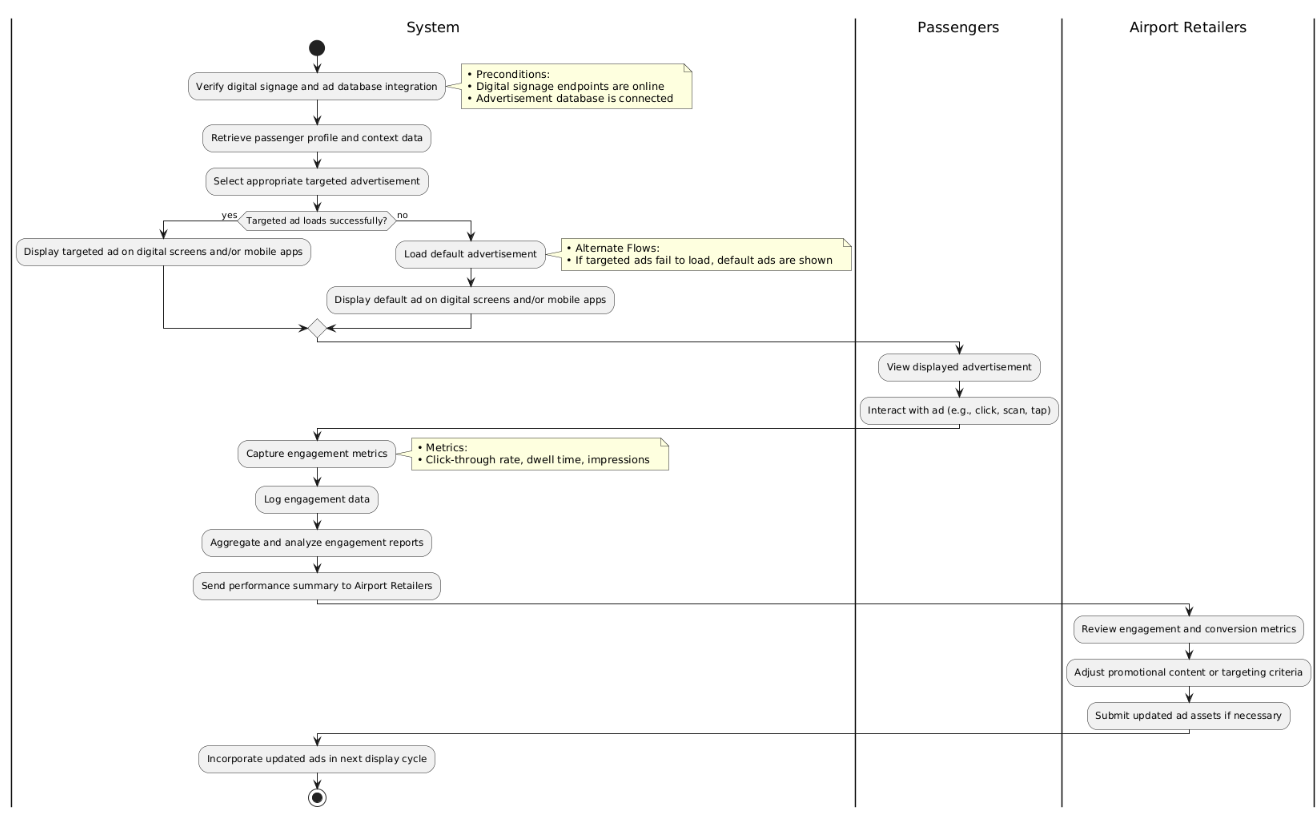 System
Passengers
Airport Retailers
Verify digital signage and ad database integration
• Preconditions:
• Digital signage endpoints are online
• Advertisement database is connected
Retrieve passenger profile and context data
Select appropriate targeted advertisement
yes
Targeted ad loads successfully?
no
Display targeted ad on digital screens and/or mobile apps
Load default advertisement
• Alternate Flows:
• If targeted ads fail to load, default ads are shown
Display default ad on digital screens and/or mobile apps
View displayed advertisement
Interact with ad (e.g., click, scan, tap)
Capture engagement metrics
• Metrics:
• Click-through rate, dwell time, impressions
Log engagement data
Aggregate and analyze engagement reports
Send performance summary to Airport Retailers
Review engagement and conversion metrics
Adjust promotional content or targeting criteria
Submit updated ad assets if necessary
Incorporate updated ads in next display cycle